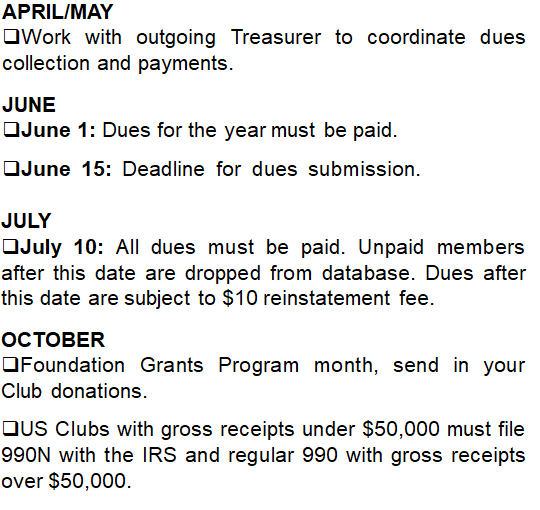 APRIL/MAY
❑Work with outgoing Treasurer to coordinate dues
collection and payments.
JUNE
❑June 1: Dues for the year must be paid.
❑June 15: Deadline for dues submission.
JULY
❑July 10: All dues must be paid. Unpaid members
after this date are dropped from database. Dues after
this date are subject to $10 reinstatement fee.
OCTOBER
❑Foundation Grants Program month, send in your
Club donations.
❑US Clubs with gross receipts under $50,000 must file
990N with the IRS and regular 990 with gross receipts
over $50,000.